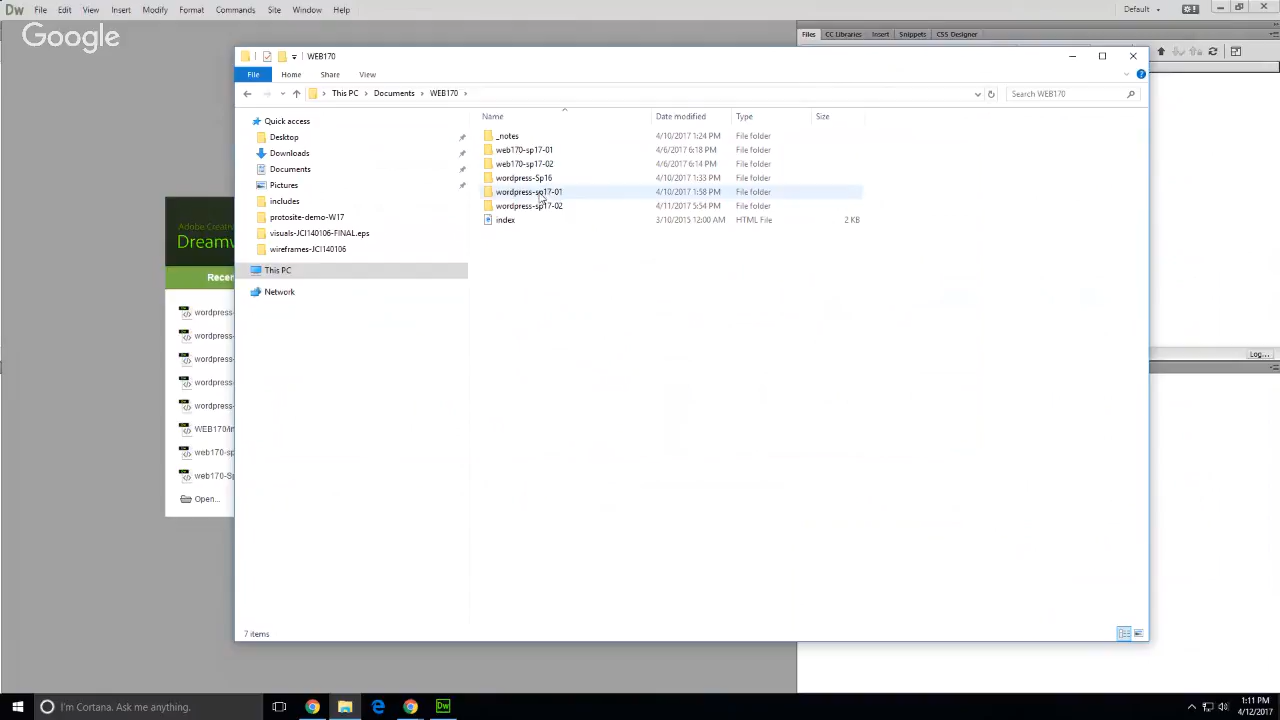 Dw File Edit View Insert Modify Format Commands Site Window Help Default
Google
Files CC Libraries Insert Snippets CSS Designer
WEB170
File Home Share View
This PC Documents WEB170 Search WEB170
Name Date modified Type Size
Quick access
Desktop
Downloads
Documents
Pictures
includes
protosite-demo-W17
visuals-JCI140106-FINAL.eps
wireframes-JCI140106
This PC
Network
_notes 4/10/2017 1:24 PM File folder
web170-sp17-01 4/6/2017 6:18 PM File folder
web170-sp17-02 4/6/2017 6:14 PM File folder
wordpress-Sp16 4/10/2017 1:33 PM File folder
wordpress-sp17-01 4/10/2017 1:58 PM File folder
wordpress-sp17-02 4/11/2017 5:54 PM File folder
index 3/10/2015 12:00 AM HTML File 2 KB
Adobe Creati
Dreamw
Recen
wordpress-
wordpress-
wordpress-
wordpress-
wordpress-
WEB170/in
web170-sp
web170-S
Open...
Log...
7 items
I'm Cortana. Ask me anything.
Dw
1:11 PM
4/12/2017